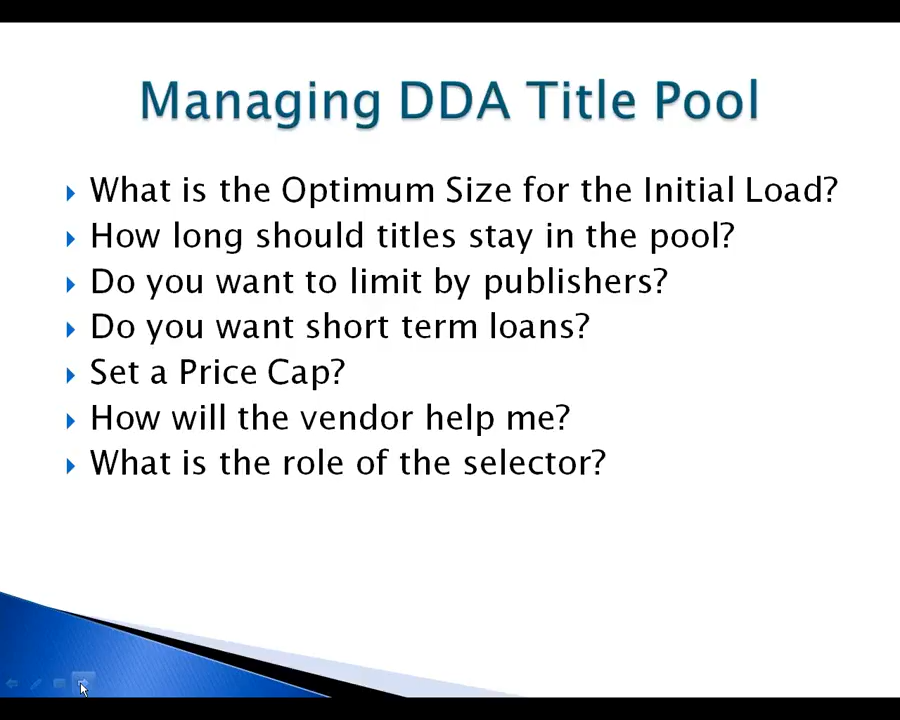 Managing DDA Title Pool
What is the Optimum Size for the Initial Load?
How long should titles stay in the pool?
Do you want to limit by publishers?
Do you want short term loans?
Set a Price Cap?
How will the vendor help me?
What is the role of the selector?